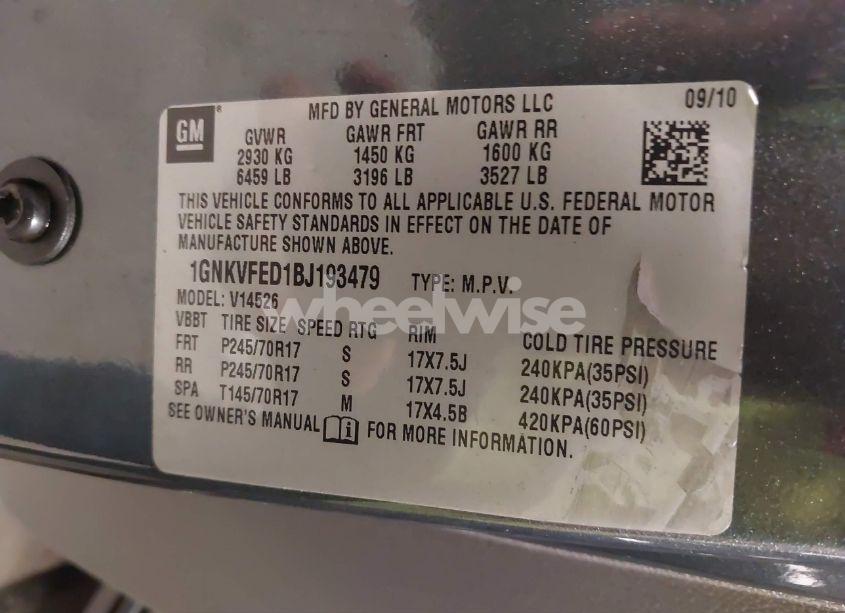 GM ®
MFD BY GENERAL MOTORS LLC 09/10
GVWR GAWR FRT GAWR RR
2930 KG 1450 KG 1600 KG
6459 LB 3196 LB 3527 LB
THIS VEHICLE CONFORMS TO ALL APPLICABLE U.S. FEDERAL MOTOR
VEHICLE SAFETY STANDARDS IN EFFECT ON THE DATE OF
MANUFACTURE SHOWN ABOVE.
1GNKVFED1BJ193479 TYPE: M.P.V.
MODEL: V14526
wheelwise
VBBT TIRE SIZE SPEED RTG RIM COLD TIRE PRESSURE
FRT P245/70R17 S 17X7.5J 240KPA(35PSI)
RR P245/70R17 S 17X7.5J 240KPA(35PSI)
SPA T145/70R17 M 17X4.5B 420KPA(60PSI)
SEE OWNER'S MANUAL FOR MORE INFORMATION.